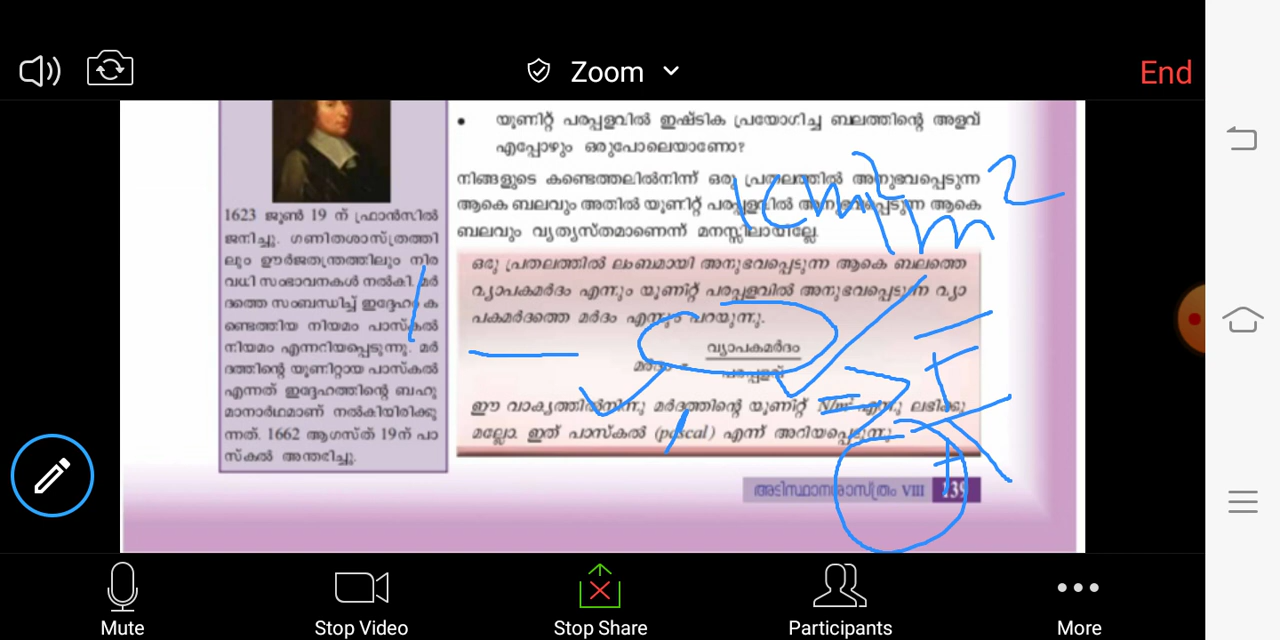 Zoom
End
യൂണിറ്റ് പരപ്പളവിൽ ഇഷ്ടിക പ്രയോഗിച്ച ബലത്തിന്റെ അളവ്
എപ്പോഴും ഒരുപോലെയാണോ?
നിങ്ങളുടെ കണ്ടെത്തലിൽനിന്ന് ഒരു പ്രതലത്തിൽ അനുഭവപ്പെടുന്ന
ആകെ ബലവും അതിൽ യൂണിറ്റ് പരപ്പളവിൽ അനുഭവപ്പെടുന്ന ആകെ
ബലവും വ്യത്യസ്തമാണെന്ന് മനസ്സിലായില്ലേ.
1cm²
m²
1623 ജൂൺ 19 ന് ഫ്രാൻസിൽ
ജനിച്ചു. ഗണിതശാസ്ത്രത്തി
ലും ഊർജതന്ത്രത്തിലും നിര
വധി സംഭാവനകൾ നൽകി. മർ
ദത്തെ സംബന്ധിച്ച് ഇദ്ദേഹം ക
ണ്ടെത്തിയ നിയമം പാസ്കൽ
നിയമം എന്നറിയപ്പെടുന്നു. മർ
ദത്തിന്റെ യൂണിറ്റായ പാസ്കൽ
എന്നത് ഇദ്ദേഹത്തിന്റെ ബഹു
മാനാർഥമാണ് നൽകിയിരിക്കു
ന്നത്. 1662 ആഗസ്ത് 19ന് പാ
സ്കൽ അന്തരിച്ചു.
ഒരു പ്രതലത്തിൽ ലംബമായി അനുഭവപ്പെടുന്ന ആകെ ബലത്തെ
വ്യാപകമർദം എന്നും യൂണിറ്റ് പരപ്പളവിൽ അനുഭവപ്പെടുന്ന വ്യാ
പകമർദത്തെ മർദം എന്നും പറയുന്നു.
വ്യാപകമർദം
മർദം =
പരപ്പളവ്
ഈ വാക്യത്തിൽനിന്നു മർദത്തിന്റെ യൂണിറ്റ് N/m² എന്നു ലഭിക്കു
മല്ലോ. ഇത് പാസ്കൽ (pascal) എന്ന് അറിയപ്പെടുന്നു.
അടിസ്ഥാനശാസ്ത്രം VIII 139
Mute
Stop Video
Stop Share
Participants
More